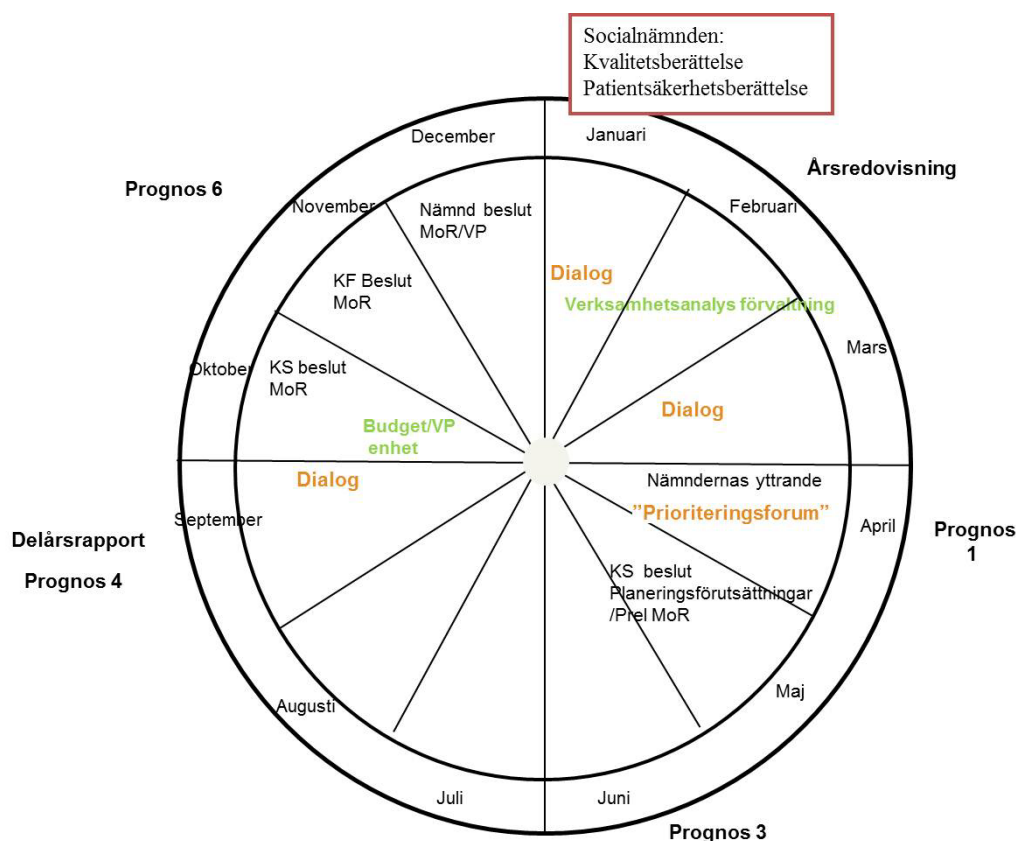 Socialnämnden:
Kvalitetsberättelse
Patientsäkerhetsberättelse
December
Januari
Årsredovisning
Prognos 6
November
Februari
Nämnd beslut
MoR/VP
Dialog
KF Beslut
MoR
Verksamhetsanalys förvaltning
Mars
Oktober
KS beslut
MoR
Dialog
Budget/VP
enhet
Dialog
Nämndernas yttrande
"Prioriteringsforum"
September
April
Delårsrapport
Prognos 4
Prognos
1
KS beslut
Planeringsförutsättningar
/Prel MoR
Maj
Augusti
Juli
Juni
Prognos 3